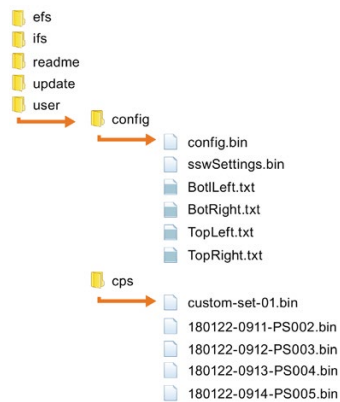 efs
ifs
readme
update
user
config
config.bin
sswSettings.bin
BotlLeft.txt
BotRight.txt
TopLeft.txt
TopRight.txt
cps
custom-set-01.bin
180122-0911-PS002.bin
180122-0912-PS003.bin
180122-0913-PS004.bin
180122-0914-PS005.bin